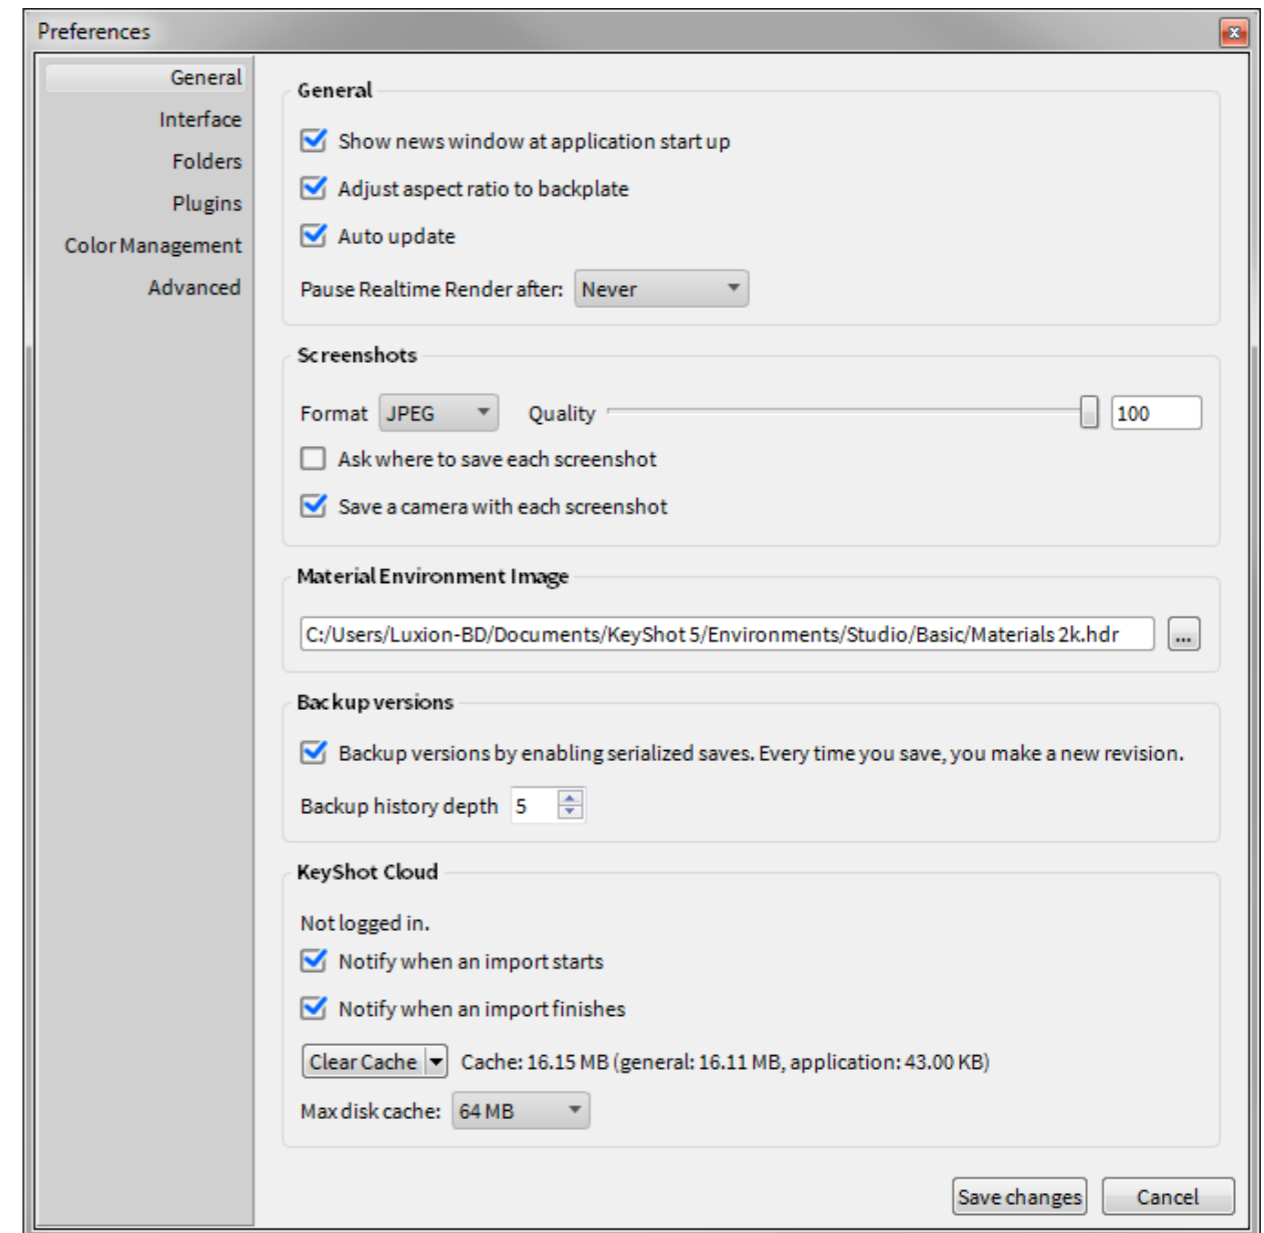 Preferences
General
Interface
Folders
Plugins
Color Management
Advanced
General
Show news window at application start up
Adjust aspect ratio to backplate
Auto update
Pause Realtime Render after: Never
Screenshots
Format JPEG Quality 100
Ask where to save each screenshot
Save a camera with each screenshot
Material Environment Image
C:/Users/Luxion-BD/Documents/KeyShot 5/Environments/Studio/Basic/Materials 2k.hdr ...
Backup versions
Backup versions by enabling serialized saves. Every time you save, you make a new revision.
Backup history depth 5
KeyShot Cloud
Not logged in.
Notify when an import starts
Notify when an import finishes
Clear Cache Cache: 16.15 MB (general: 16.11 MB, application: 43.00 KB)
Max disk cache: 64 MB
Save changes Cancel